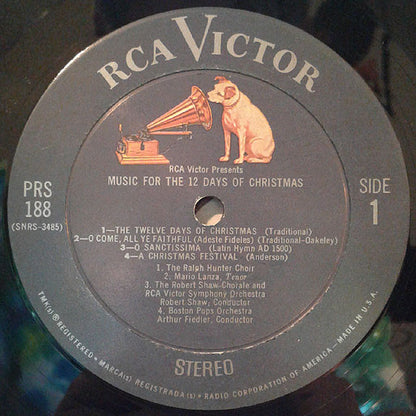 RCA VICTOR
RCA Victor Presents
MUSIC FOR THE 12 DAYS OF CHRISTMAS
PRS
188
(SNRS-3485)
SIDE
1
1—THE TWELVE DAYS OF CHRISTMAS (Traditional)
2—O COME, ALL YE FAITHFUL (Adeste Fideles) (Traditional-Oakeley)
3—O SANCTISSIMA (Latin Hymn AD 1500)
4—A CHRISTMAS FESTIVAL (Anderson)
1. The Ralph Hunter Choir
2. Mario Lanza, Tenor
3. The Robert Shaw Chorale and
RCA Victor Symphony Orchestra
Robert Shaw, Conductor
4. Boston Pops Orchestra
Arthur Fiedler, Conductor
STEREO
TMK(s) ® REGISTERED • MARCA(s) REGISTRADA(s) • RADIO CORPORATION OF AMERICA — MADE IN U.S.A.